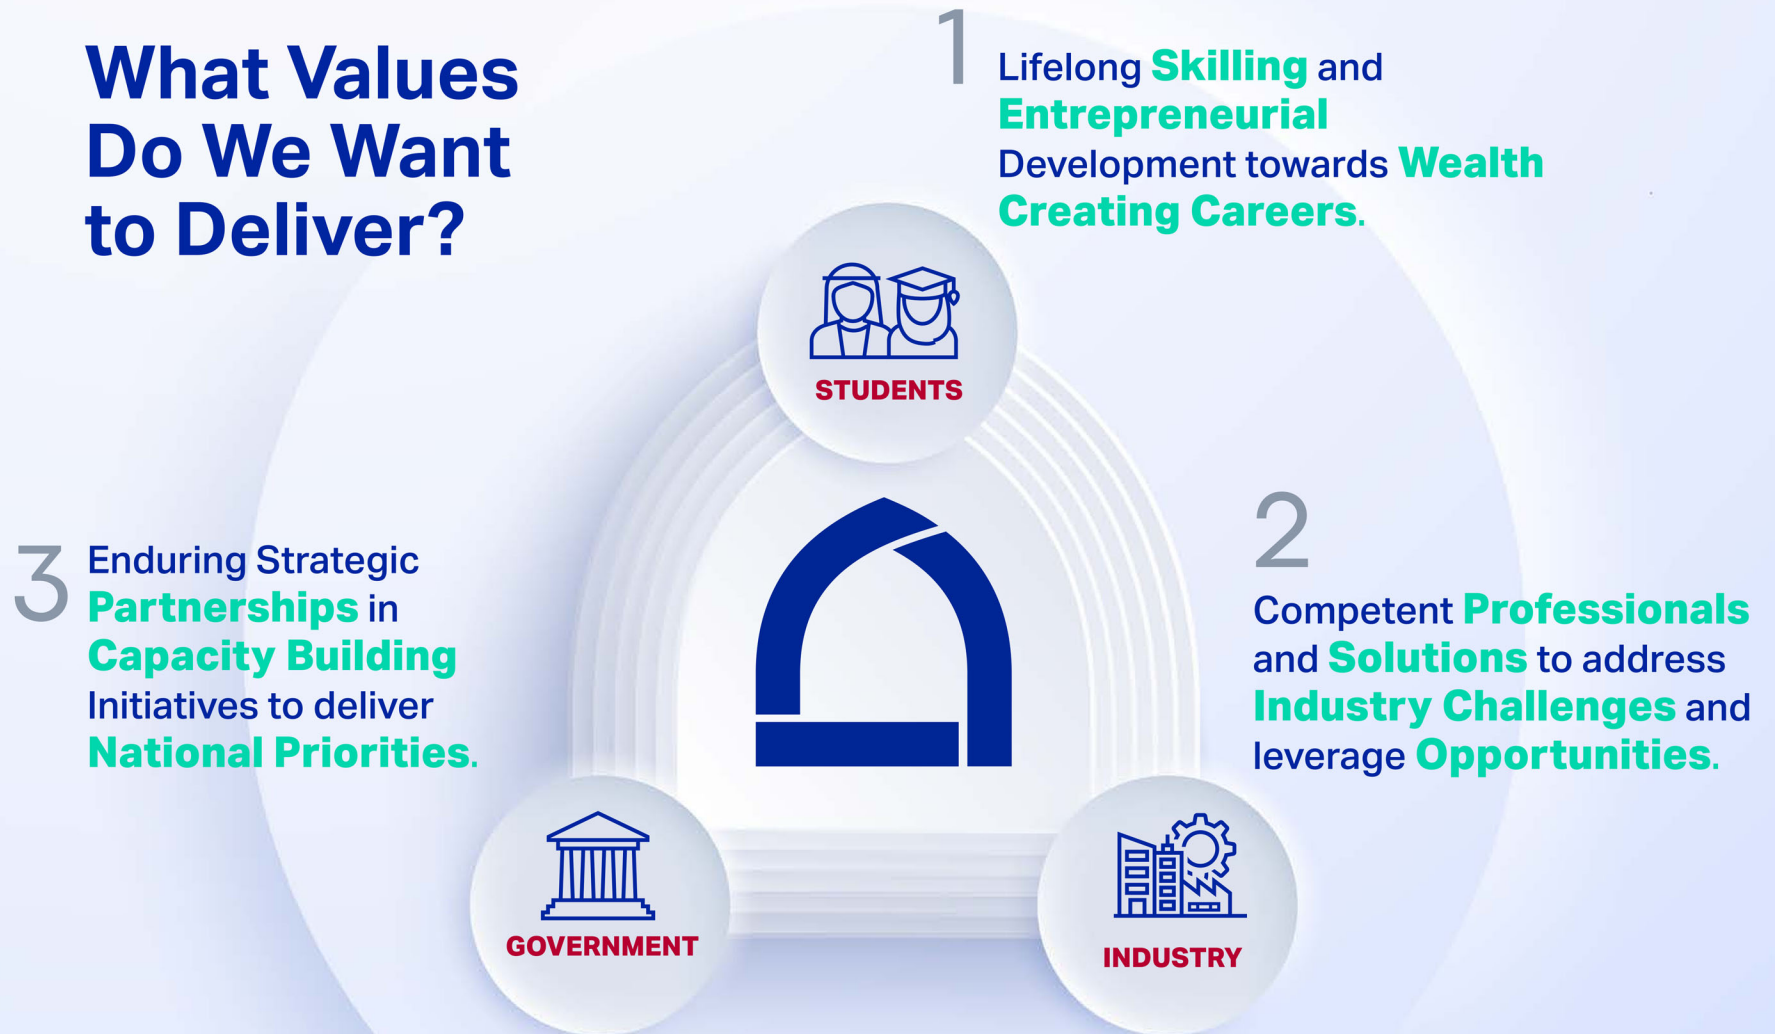 What Values
Do We Want
to Deliver?
1
Lifelong Skilling and
Entrepreneurial
Development towards Wealth
Creating Careers.
STUDENTS
2
Competent Professionals
and Solutions to address
Industry Challenges and
leverage Opportunities.
INDUSTRY
3
Enduring Strategic
Partnerships in
Capacity Building
Initiatives to deliver
National Priorities.
GOVERNMENT